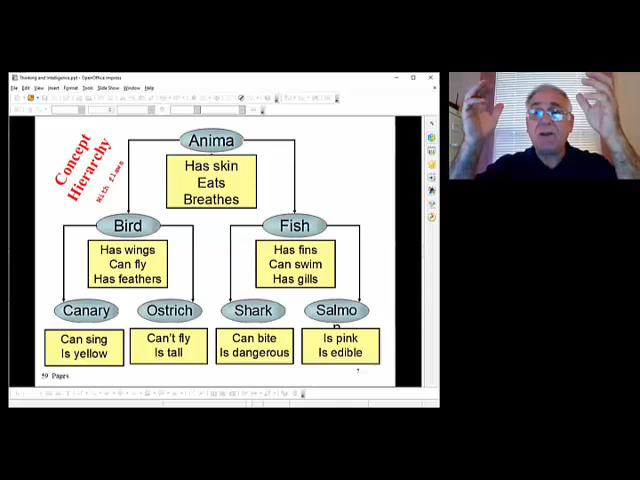 Thinking and Intelligence.ppt - OpenOffice Impress
File Edit View Insert Format Tools Slide Show Window Help
Concept
Hierarchy
With flaws
Anima
Has skin
Eats
Breathes
Bird
Fish
Has wings
Can fly
Has feathers
Has fins
Can swim
Has gills
Canary
Ostrich
Shark
Salmo
n
Can sing
Is yellow
Can't fly
Is tall
Can bite
Is dangerous
Is pink
Is edible
59 Pages
7